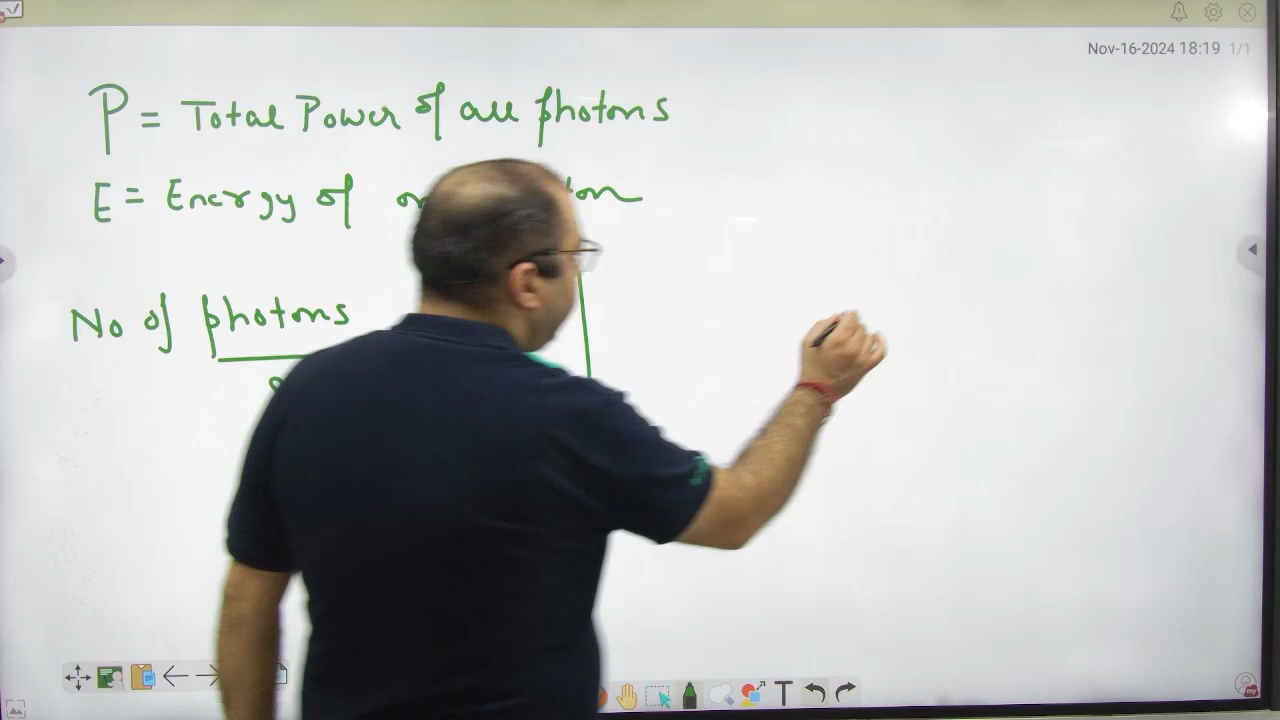 Nov-16-2024 18:19 1/1
P = Total Power of all photons
E = Energy of
No of photons
T